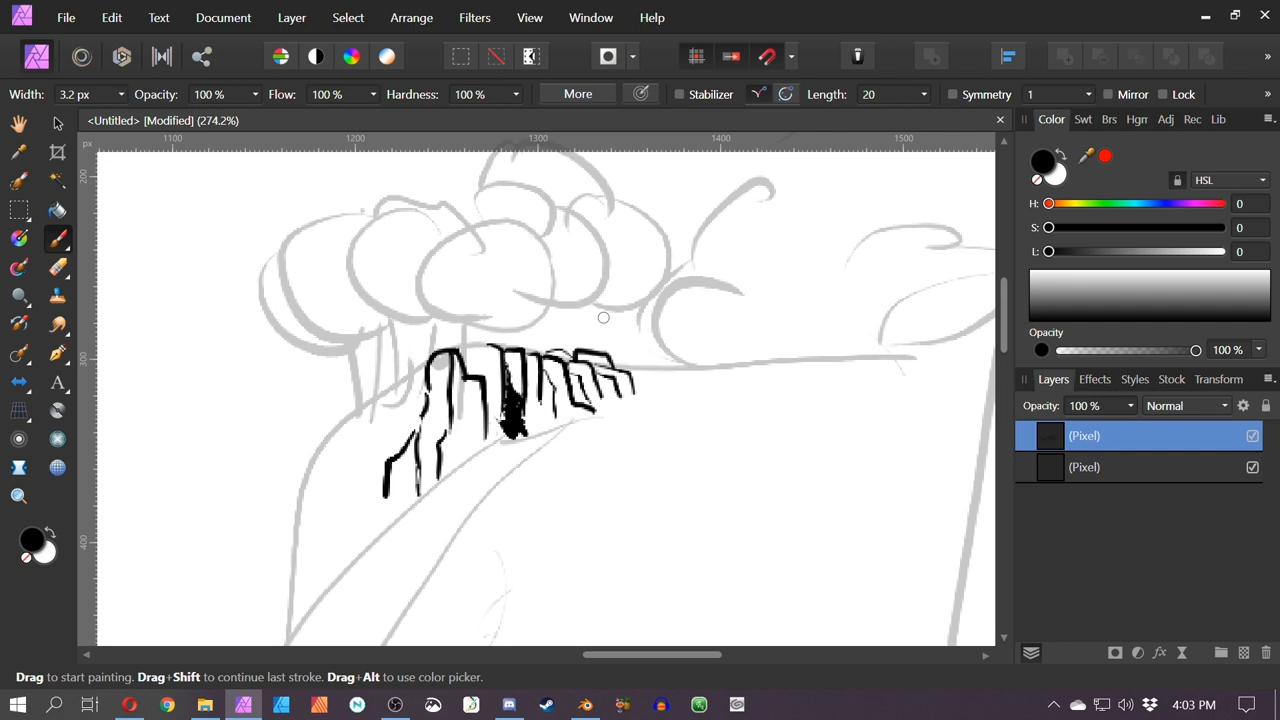 File Edit Text Document Layer Select Arrange Filters View Window Help
Width: 3.2 px Opacity: 100 % Flow: 100 % Hardness: 100 % More Stabilizer Length: 20 Symmetry 1 Mirror Lock
<Untitled> [Modified] (274.2%)
Color Swt Brs Hgrr Adj Rec Lib
px 1100 1200 1300 1400 1500
200
300
400
HSL
H: 0
S: 0
L: 0
Opacity
100 %
Layers Effects Styles Stock Transform
Opacity: 100 % Normal
(Pixel)
(Pixel)
Drag to start painting. Drag+Shift to continue last stroke. Drag+Alt to use color picker.
4:03 PM